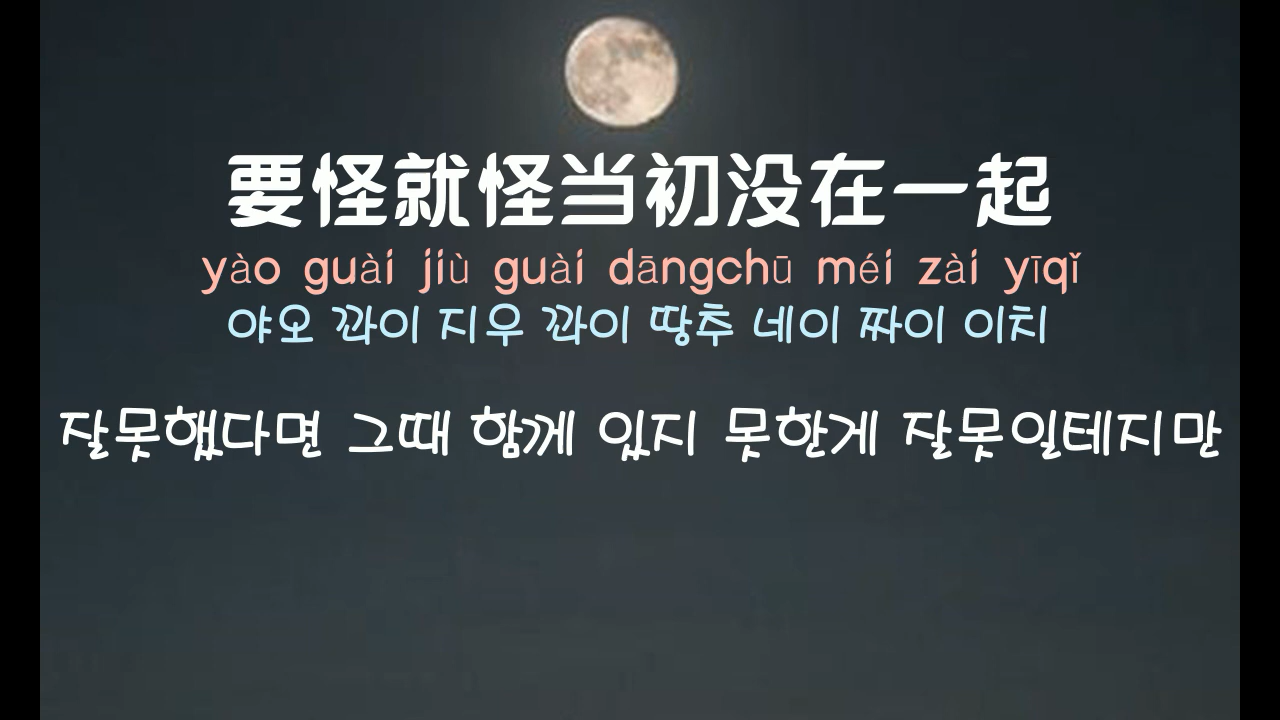 要怪就怪当初没在一起
yào guài jiù guài dāngchū méi zài yīqǐ
야오 꽈이 지우 꽈이 땅추 네이 짜이 이치
잘못했다면 그때 함께 있지 못한게 잘못일테지만